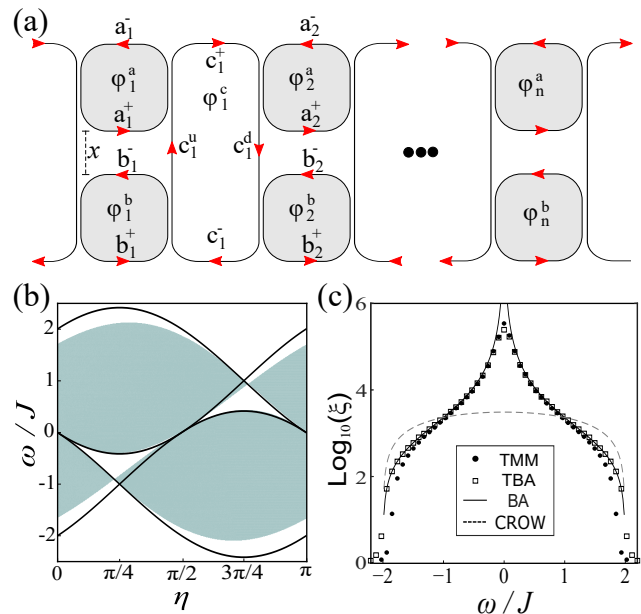 (a)
a₁⁻ a₂⁻
c₁⁺
φ₁ᵃ φ₁ᶜ φ₂ᵃ φₙᵃ
a₁⁺ a₂⁺
x c₁ᵘ c₁ᵈ
b₁⁻ b₂⁻
φ₁ᵇ φ₂ᵇ φₙᵇ
c₁⁻
b₁⁺ b₂⁺
(b)
ω/J
2
1
0
-1
-2
0 π/4 π/2 3π/4 π
η
(c)
Log₁₀(ξ)
6
4
2
0
TMM
TBA
BA
CROW
−2 −1 0 1 2
ω/J